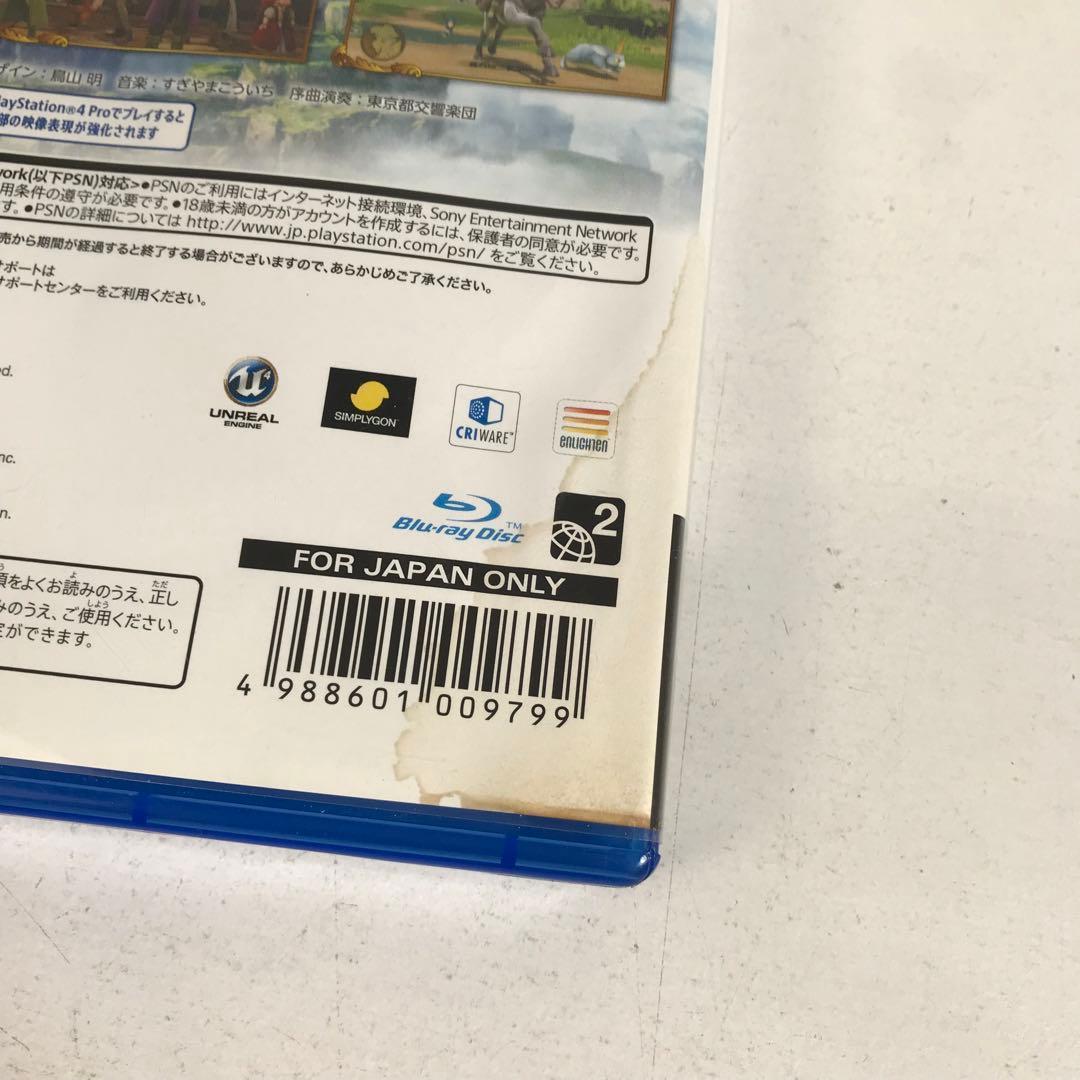 ザイン：鳥山 明　音楽：すぎやまこういち　序曲演奏：東京都交響楽団
PlayStation®4 Proでプレイすると
部の映像表現が強化されます
work(以下PSN)対応>●PSNのご利用にはインターネット接続環境、Sony Entertainment Network
用条件の遵守が必要です。●18歳未満の方がアカウントを作成するには、保護者の同意が必要です。
す。●PSNの詳細については http://www.jp.playstation.com/psn/ をご覧ください。
売から期間が経過すると終了する場合がございますので、あらかじめご了承ください。
サポートは
サポートセンターをご利用ください。
ed.
UNREAL
ENGINE
SIMPLYGON
CRIWARE™
enlighten
nc.
n.
Blu-ray Disc™
2
FOR JAPAN ONLY
項をよくお読みのうえ、正し
みのうえ、ご使用ください。
定ができます。
4 988601 009799